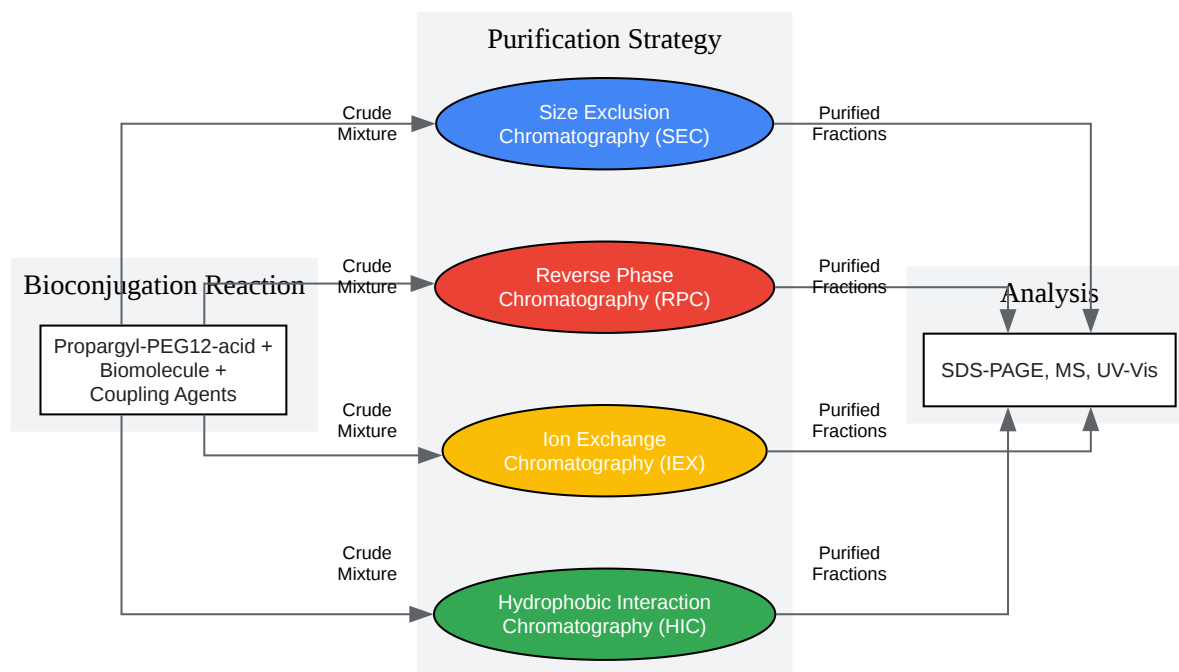 Purification Strategy
Crude
Mixture
Size Exclusion
Chromatography (SEC)
Purified
Fractions
Bioconjugation Reaction
Crude
Mixture
Reverse Phase
Chromatography (RPC)
Purified
Fractions
Analysis
Propargyl-PEG12-acid +
Biomolecule +
Coupling Agents
SDS-PAGE, MS, UV-Vis
Crude
Mixture
Ion Exchange
Chromatography (IEX)
Purified
Fractions
Crude
Mixture
Hydrophobic Interaction
Chromatography (HIC)
Purified
Fractions